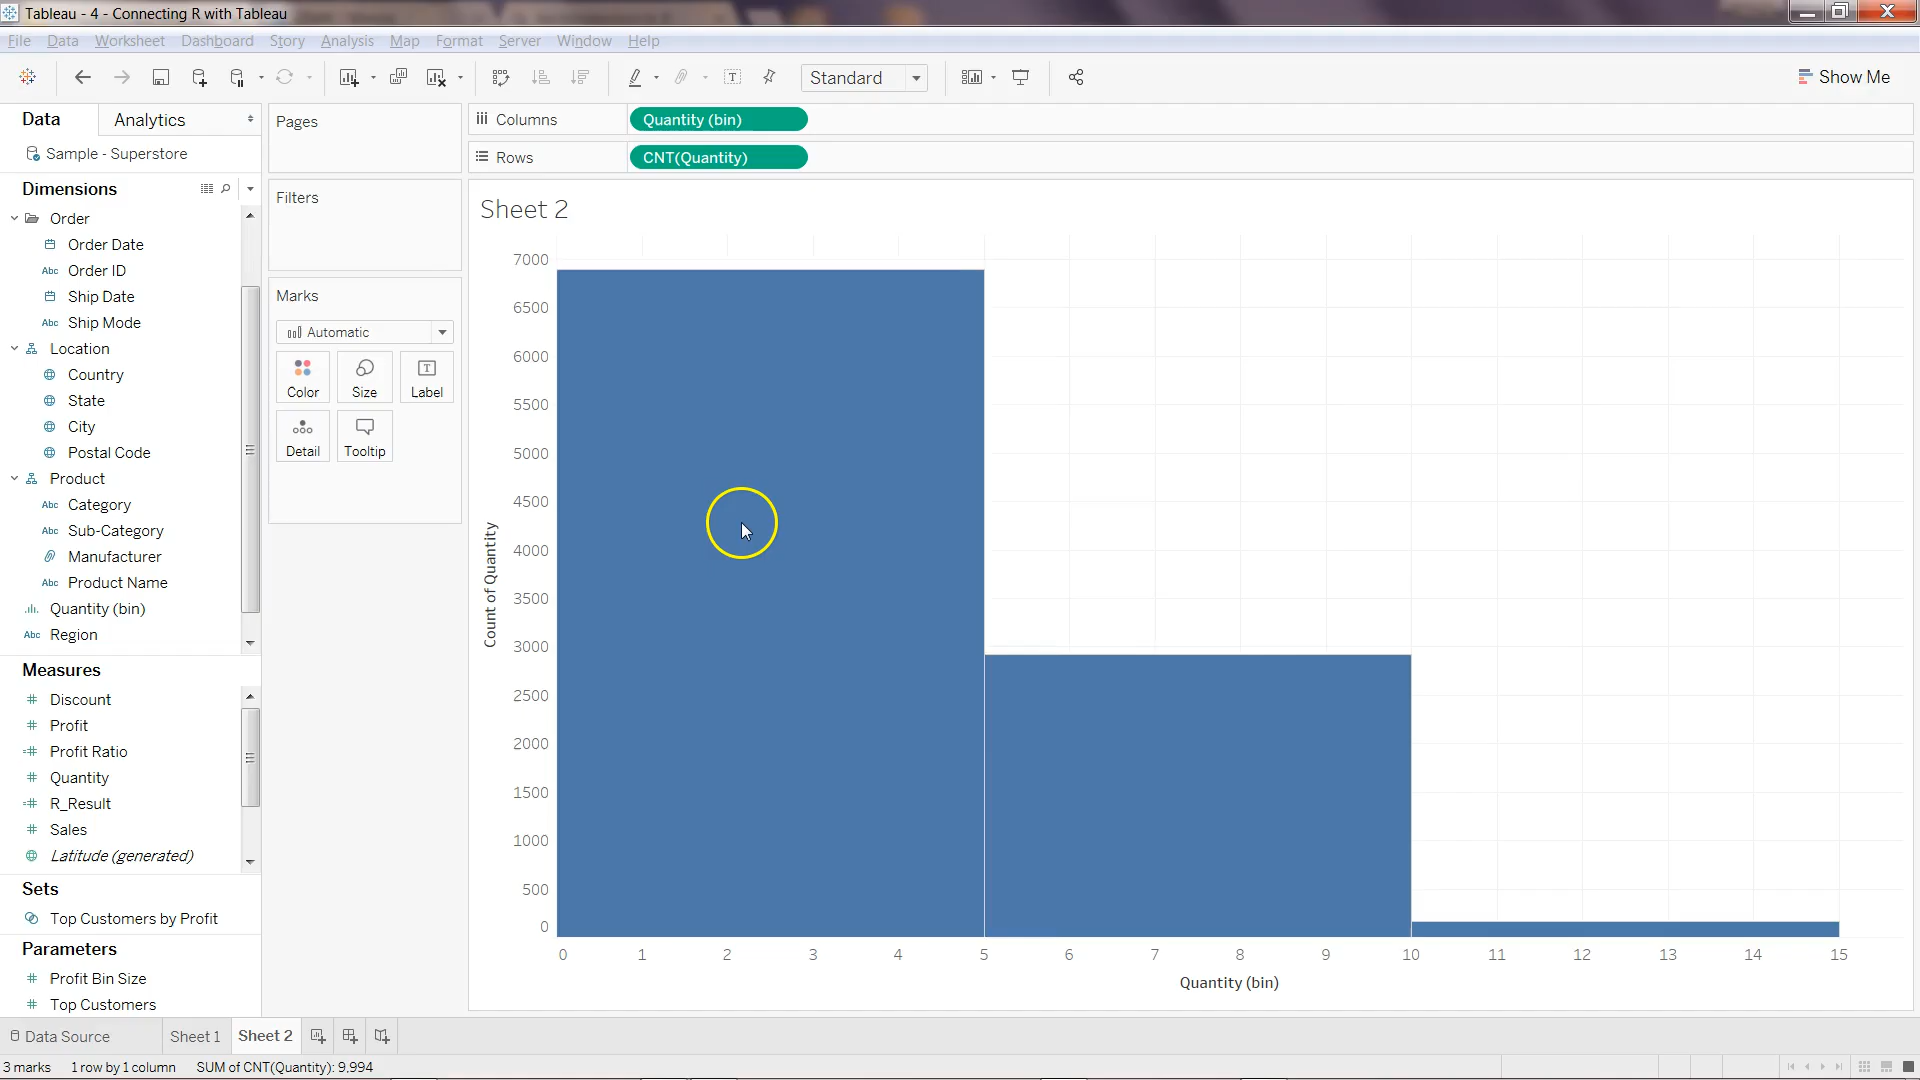 Tableau - 4 - Connecting R with Tableau
File Data Worksheet Dashboard Story Analysis Map Format Server Window Help
Standard
Show Me
Data
Analytics
Sample - Superstore
Dimensions
Order
Order Date
Abc Order ID
Ship Date
Abc Ship Mode
Location
Country
State
City
Postal Code
Product
Abc Category
Abc Sub-Category
Manufacturer
Abc Product Name
Quantity (bin)
Abc Region
Measures
# Discount
# Profit
=# Profit Ratio
# Quantity
=# R_Result
# Sales
Latitude (generated)
Sets
Top Customers by Profit
Parameters
# Profit Bin Size
# Top Customers
Pages
Filters
Marks
Automatic
Color
Size
T
Label
Detail
Tooltip
Columns
Quantity (bin)
Rows
CNT(Quantity)
Sheet 2
7000
6500
6000
5500
5000
4500
4000
3500
3000
2500
2000
1500
1000
500
0
Count of Quantity
0 1 2 3 4 5 6 7 8 9 10 11 12 13 14 15
Quantity (bin)
Data Source
Sheet 1
Sheet 2
3 marks 1 row by 1 column SUM of CNT(Quantity): 9,994